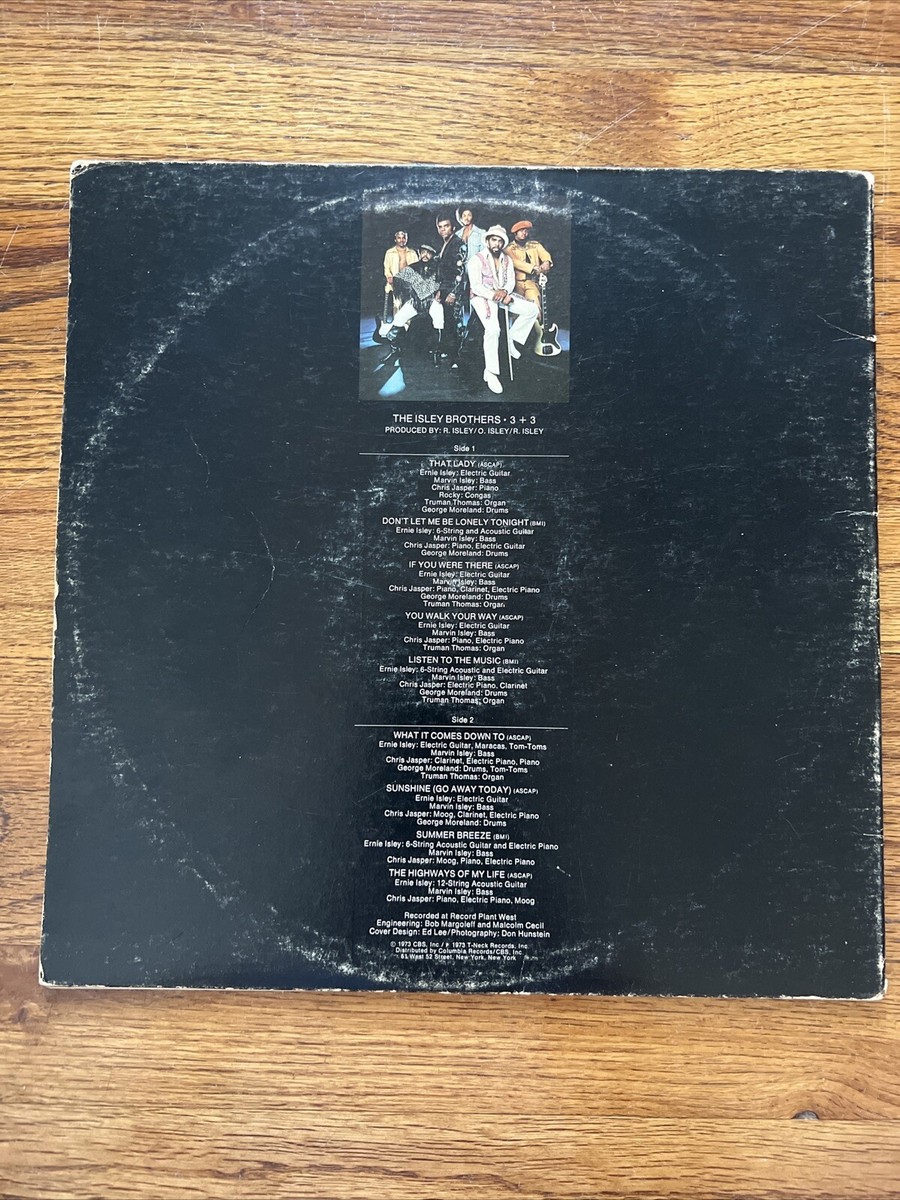 THE ISLEY BROTHERS · 3 + 3
PRODUCED BY: R. ISLEY/O. ISLEY/R. ISLEY
Side 1
THAT LADY (ASCAP)
Ernie Isley: Electric Guitar
Marvin Isley: Bass
Chris Jasper: Piano
Rocky: Congas
Truman Thomas: Organ
George Moreland: Drums
DON'T LET ME BE LONELY TONIGHT (BMI)
Ernie Isley: 6-String and Acoustic Guitar
Marvin Isley: Bass
Chris Jasper: Piano, Electric Guitar
George Moreland: Drums
IF YOU WERE THERE (ASCAP)
Ernie Isley: Electric Guitar
Marvin Isley: Bass
Chris Jasper: Piano, Clarinet, Electric Piano
George Moreland: Drums
Truman Thomas: Organ
YOU WALK YOUR WAY (ASCAP)
Ernie Isley: Electric Guitar
Marvin Isley: Bass
Chris Jasper: Piano, Electric Piano
Truman Thomas: Organ
LISTEN TO THE MUSIC (BMI)
Ernie Isley: 6-String Acoustic and Electric Guitar
Marvin Isley: Bass
Chris Jasper: Electric Piano, Clarinet
George Moreland: Drums
Truman Thomas: Organ
Side 2
WHAT IT COMES DOWN TO (ASCAP)
Ernie Isley: Electric Guitar, Maracas, Tom-Toms
Marvin Isley: Bass
Chris Jasper: Clarinet, Electric Piano, Piano
George Moreland: Drums, Tom-Toms
Truman Thomas: Organ
SUNSHINE (GO AWAY TODAY) (ASCAP)
Ernie Isley: Electric Guitar
Marvin Isley: Bass
Chris Jasper: Moog, Clarinet, Electric Piano
George Moreland: Drums
SUMMER BREEZE (BMI)
Ernie Isley: 6-String Acoustic Guitar and Electric Piano
Marvin Isley: Bass
Chris Jasper: Moog, Piano, Electric Piano
THE HIGHWAYS OF MY LIFE (ASCAP)
Ernie Isley: 12-String Acoustic Guitar
Marvin Isley: Bass
Chris Jasper: Piano, Electric Piano, Moog
Recorded at Record Plant West
Engineering: Bob Margoleff and Malcolm Cecil
Cover Design: Ed Lee/Photography: Don Hunstein
© 1973 CBS, Inc./℗ 1973 T-Neck Records, Inc.
Distributed by Columbia Records/CBS, Inc.
51 West 52 Street, New York, New York